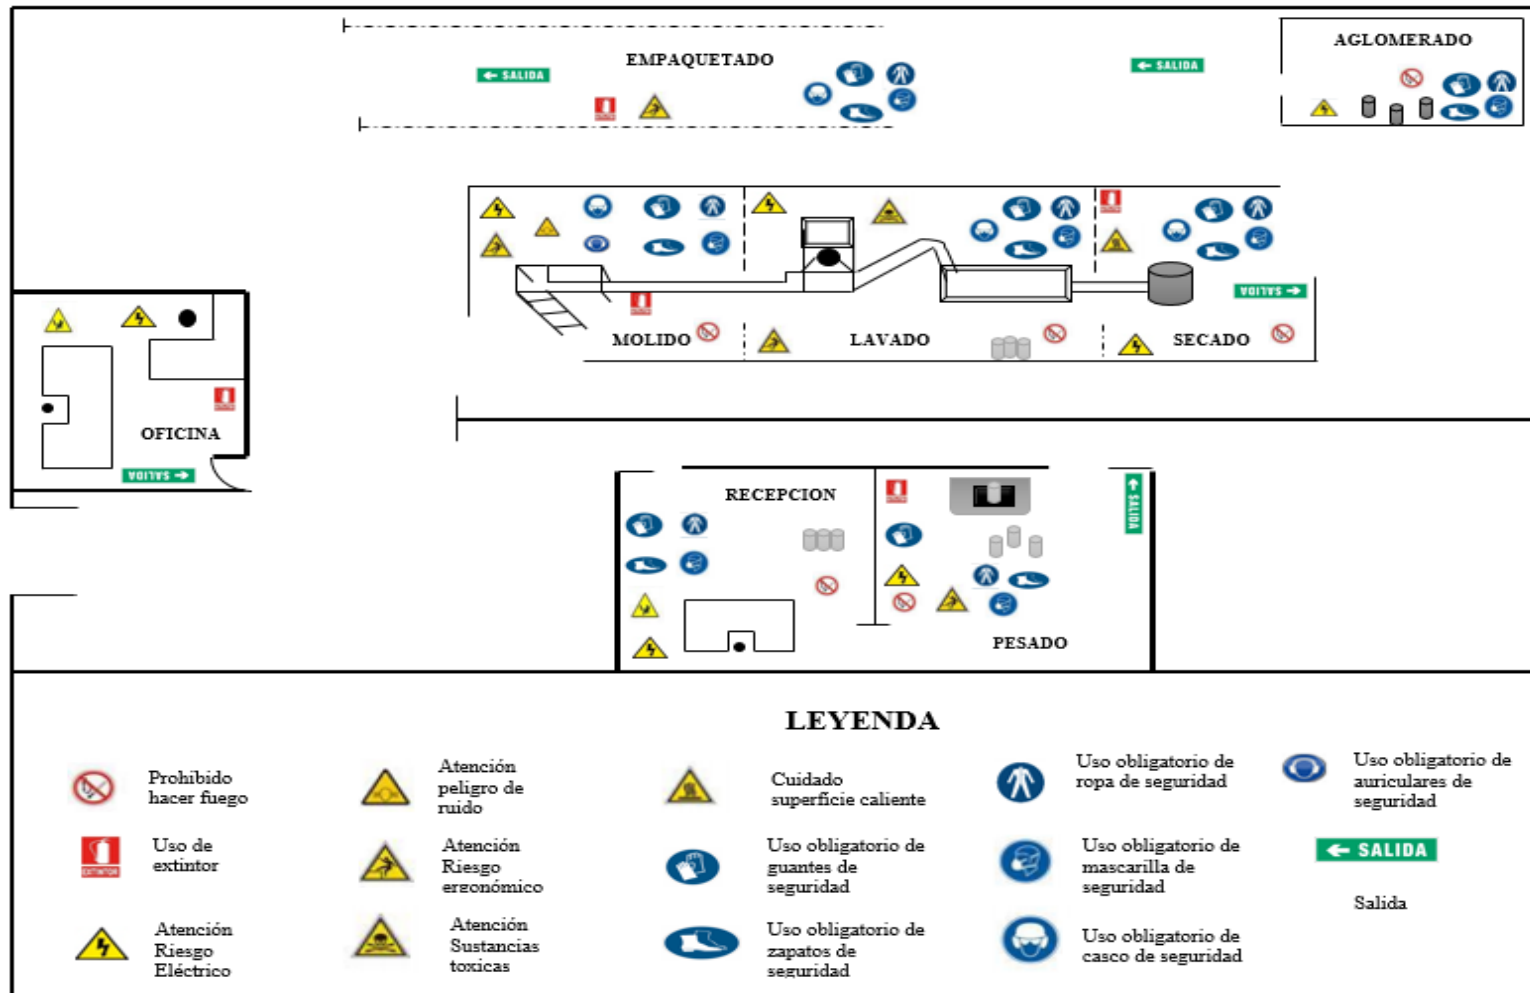 EMPAQUETADO
← SALIDA
← SALIDA
AGLOMERADO
SALIDA →
MOLIDO
LAVADO
SECADO
OFICINA
SALIDA →
RECEPCION
← SALIDA
PESADO
LEYENDA
Prohibido
hacer fuego
Atención
peligro de
ruido
Cuidado
superficie caliente
Uso obligatorio de
ropa de seguridad
Uso obligatorio de
auriculares de
seguridad
Uso de
extintor
EXTINTOR
Atención
Riesgo
ergonómico
Uso obligatorio de
guantes de
seguridad
Uso obligatorio de
mascarilla de
seguridad
← SALIDA
Salida
Atención
Riesgo
Eléctrico
Atención
Sustancias
toxicas
Uso obligatorio de
zapatos de
seguridad
Uso obligatorio de
casco de seguridad